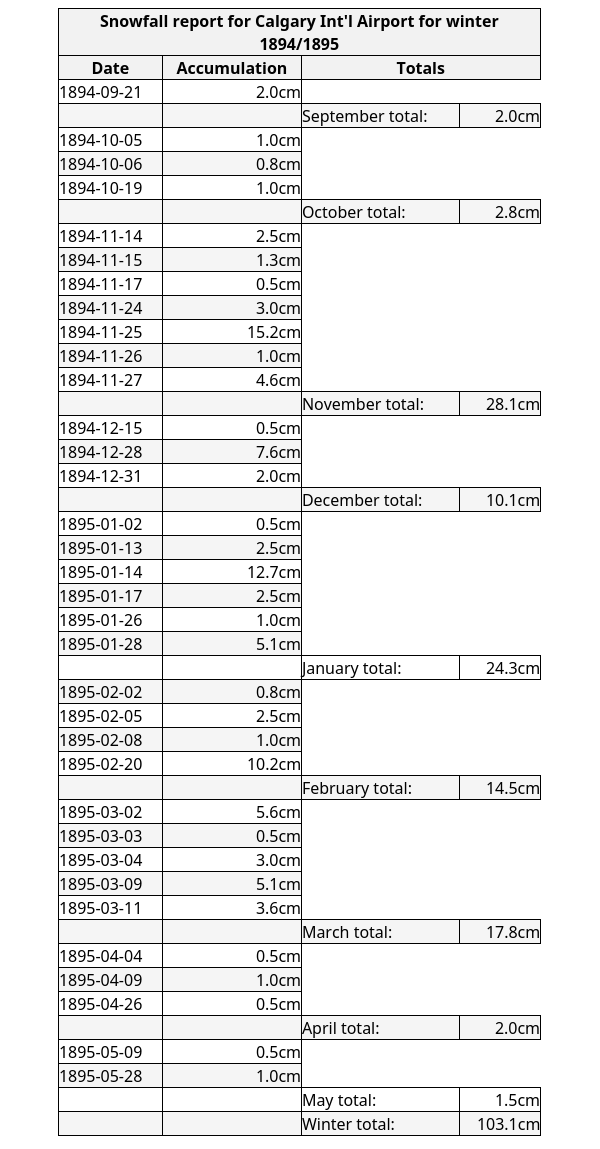 Snowfall report for Calgary Int'l Airport for winter
1894/1895
Date Accumulation Totals
1894-09-21 2.0cm
September total: 2.0cm
1894-10-05 1.0cm
1894-10-06 0.8cm
1894-10-19 1.0cm
October total: 2.8cm
1894-11-14 2.5cm
1894-11-15 1.3cm
1894-11-17 0.5cm
1894-11-24 3.0cm
1894-11-25 15.2cm
1894-11-26 1.0cm
1894-11-27 4.6cm
November total: 28.1cm
1894-12-15 0.5cm
1894-12-28 7.6cm
1894-12-31 2.0cm
December total: 10.1cm
1895-01-02 0.5cm
1895-01-13 2.5cm
1895-01-14 12.7cm
1895-01-17 2.5cm
1895-01-26 1.0cm
1895-01-28 5.1cm
January total: 24.3cm
1895-02-02 0.8cm
1895-02-05 2.5cm
1895-02-08 1.0cm
1895-02-20 10.2cm
February total: 14.5cm
1895-03-02 5.6cm
1895-03-03 0.5cm
1895-03-04 3.0cm
1895-03-09 5.1cm
1895-03-11 3.6cm
March total: 17.8cm
1895-04-04 0.5cm
1895-04-09 1.0cm
1895-04-26 0.5cm
April total: 2.0cm
1895-05-09 0.5cm
1895-05-28 1.0cm
May total: 1.5cm
Winter total: 103.1cm